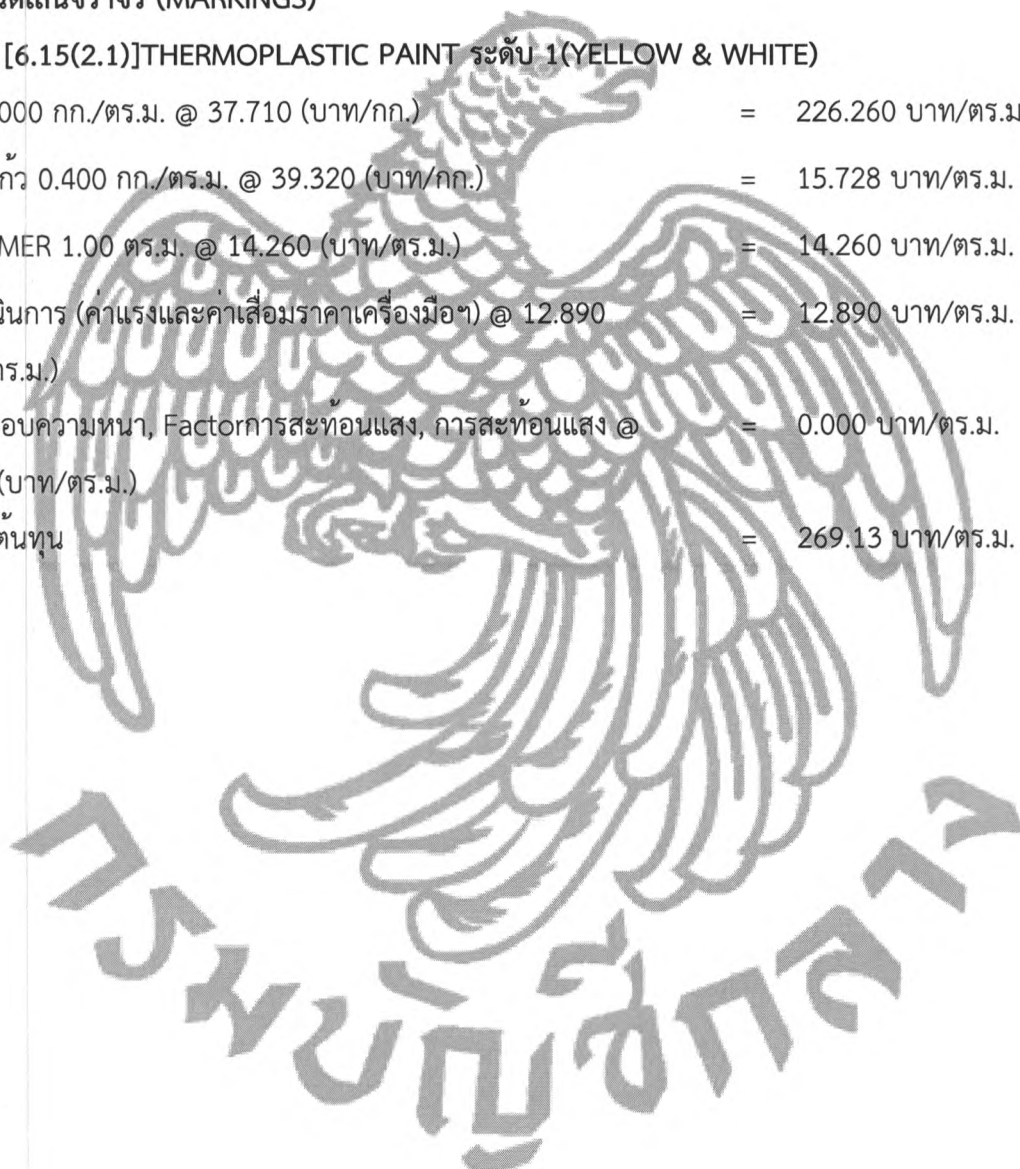 (MARKINGS)
[6.15(2.1)]THERMOPLASTIC PAINT ระดับ 1(YELLOW & WHITE)
000 กก./ตร.ม. @ 37.710 (บาท/กก.) = 226.260 บาท/ตร.ม
ก้ว 0.400 กก./ตร.ม. @ 39.320 (บาท/กก.) = 15.728 บาท/ตร.ม.
MER 1.00 ตร.ม. @ 14.260 (บาท/ตร.ม.) = 14.260 บาท/ตร.ม.
นินการ (ค่าแรงและค่าเสื่อมราคาเครื่องมือฯ) @ 12.890 = 12.890 บาท/ตร.ม.
ตร.ม.)
อบความหนา, Factorการสะท้อนแสง, การสะท้อนแสง @ = 0.000 บาท/ตร.ม.
(บาท/ตร.ม.)
ต้นทุน = 269.13 บาท/ตร.ม.
กรมบัญชีกลาง